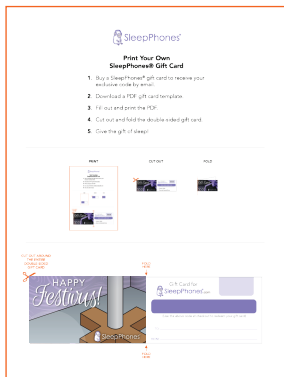 SleepPhones®
Print Your Own
SleepPhones® Gift Card
1. Buy a SleepPhones® gift card to receive your
exclusive code by email.
2. Download a PDF gift card template.
3. Fill out and print the PDF.
4. Cut out and fold the double-sided gift card.
5. Give the gift of sleep!
PRINT
CUT OUT
FOLD
CUT OUT AROUND
THE ENTIRE
DOUBLE-SIDED
GIFT CARD
FOLD
HERE
HAPPY
Festivus!
SleepPhones
Gift Card for
SleepPhones.com
FOLD
HERE